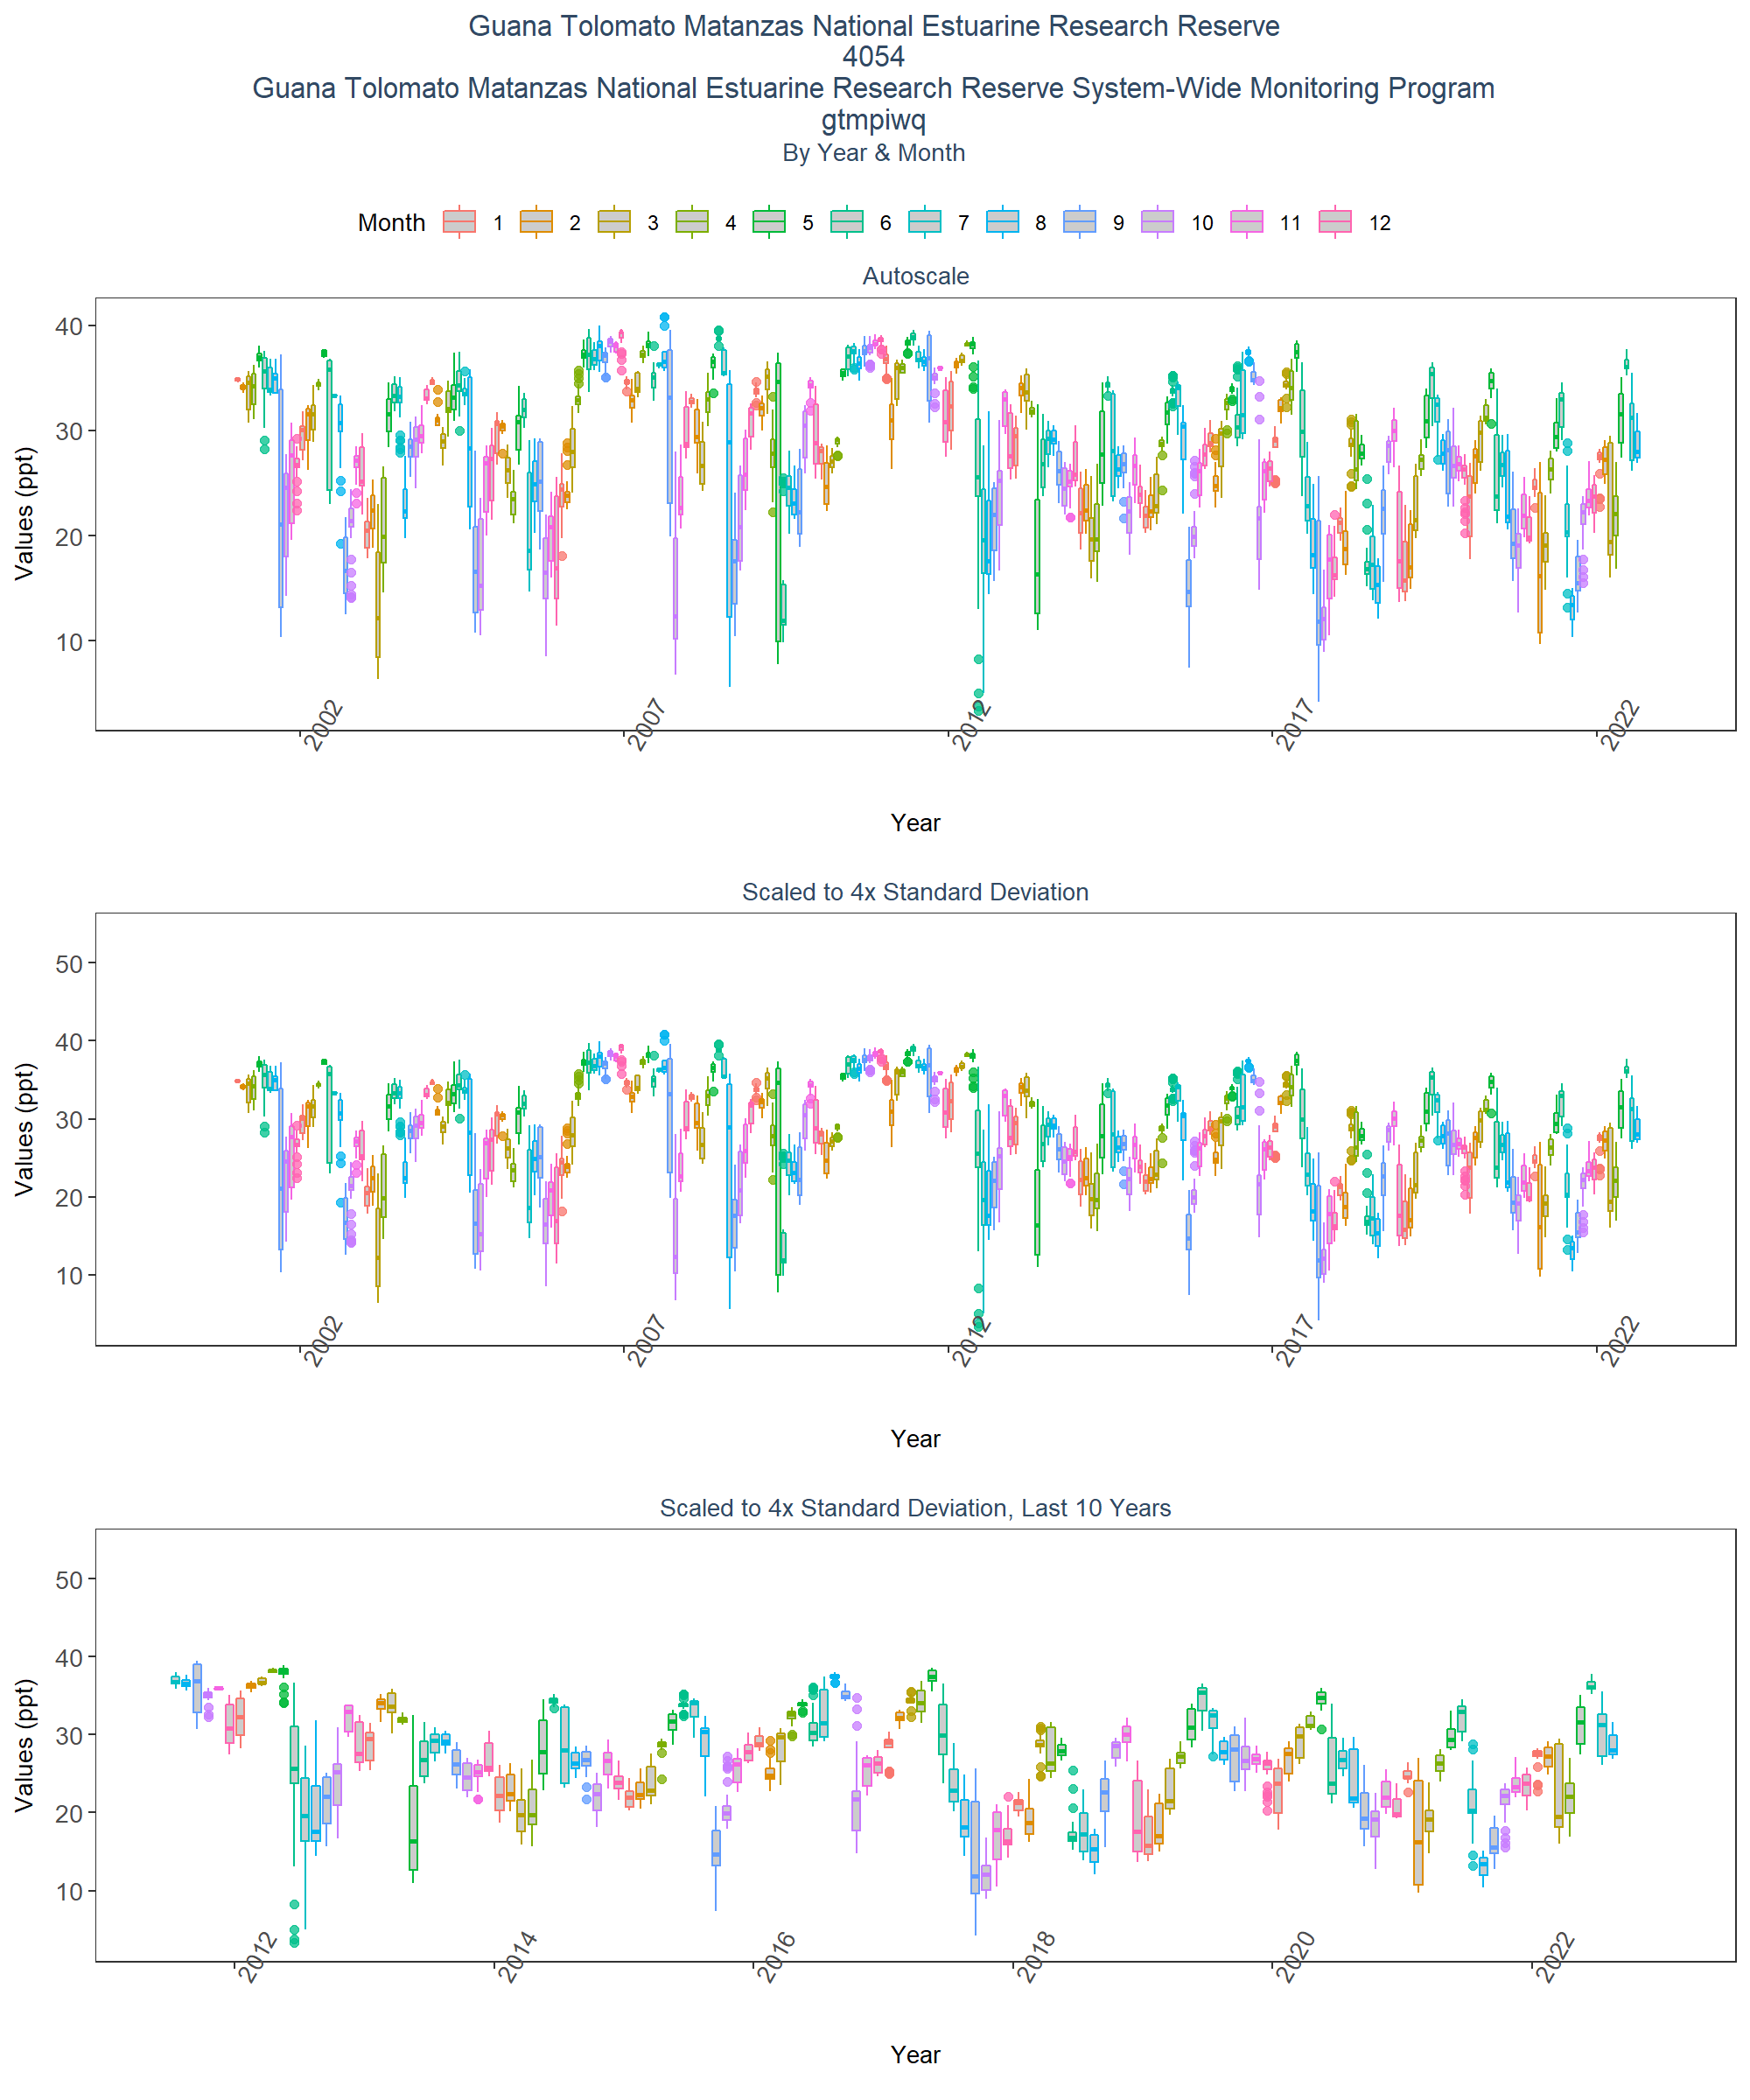 Guana Tolomato Matanzas National Estuarine Research Reserve
4054
Guana Tolomato Matanzas National Estuarine Research Reserve System-Wide Monitoring Program
gtmpiwq
By Year & Month
Month 1 2 3 4 5 6 7 8 9 10 11 12
Autoscale
Values (ppt)
40
30
20
10
2002 2007 2012 2017 2022
Year
Scaled to 4x Standard Deviation
Values (ppt)
50
40
30
20
10
2002 2007 2012 2017 2022
Year
Scaled to 4x Standard Deviation, Last 10 Years
Values (ppt)
50
40
30
20
10
2012 2014 2016 2018 2020 2022
Year